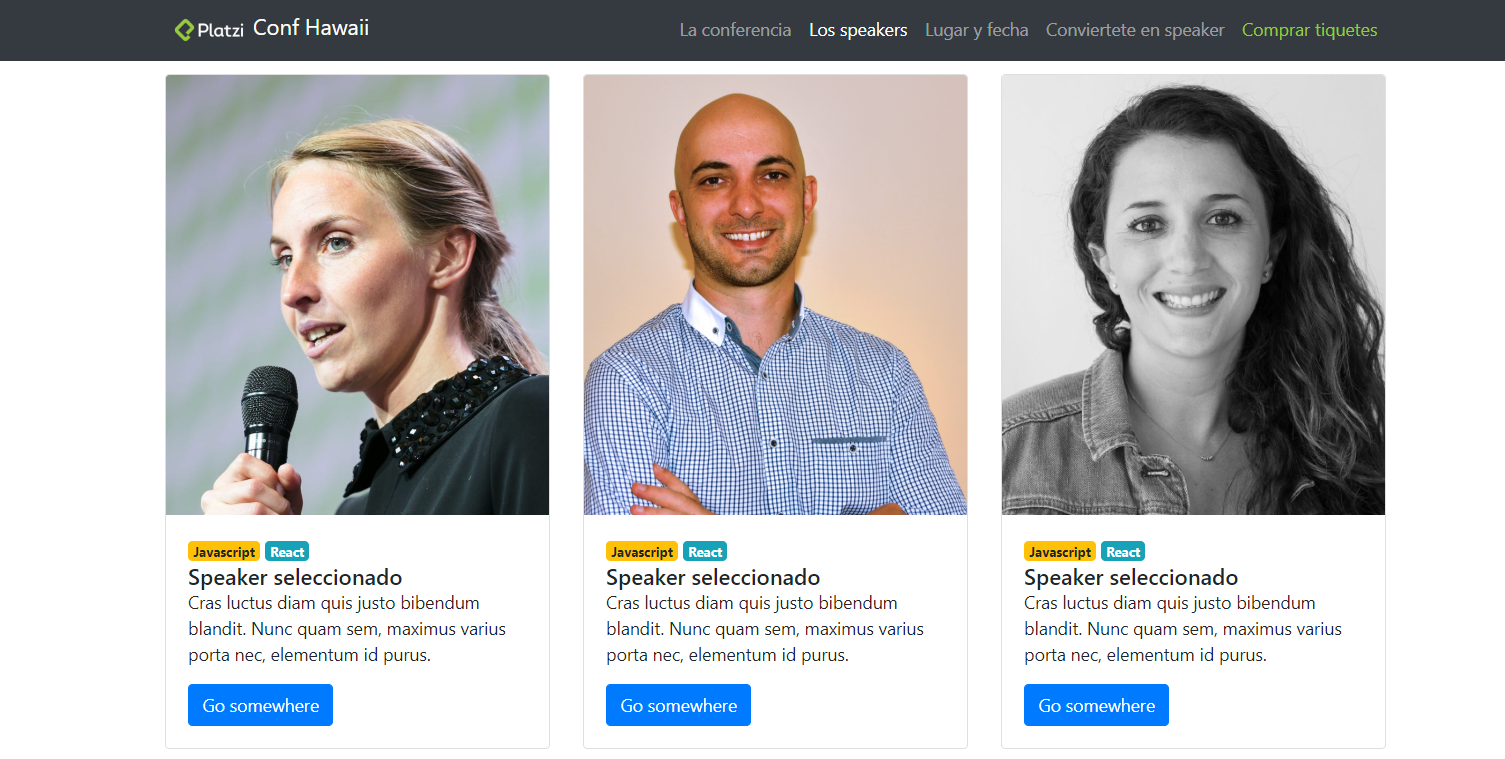 Platzi Conf Hawaii
La conferencia Los speakers Lugar y fecha Conviertete en speaker Comprar tiquetes
Javascript React
Speaker seleccionado
Cras luctus diam quis justo bibendum
blandit. Nunc quam sem, maximus varius
porta nec, elementum id purus.
Go somewhere
Javascript React
Speaker seleccionado
Cras luctus diam quis justo bibendum
blandit. Nunc quam sem, maximus varius
porta nec, elementum id purus.
Go somewhere
Javascript React
Speaker seleccionado
Cras luctus diam quis justo bibendum
blandit. Nunc quam sem, maximus varius
porta nec, elementum id purus.
Go somewhere